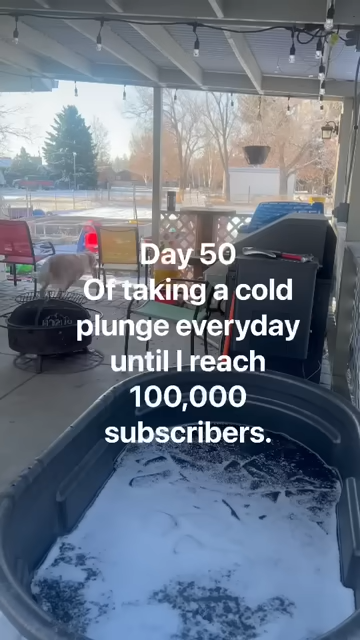 Day 50
Of taking a cold
plunge everyday
until I reach
100,000
subscribers.